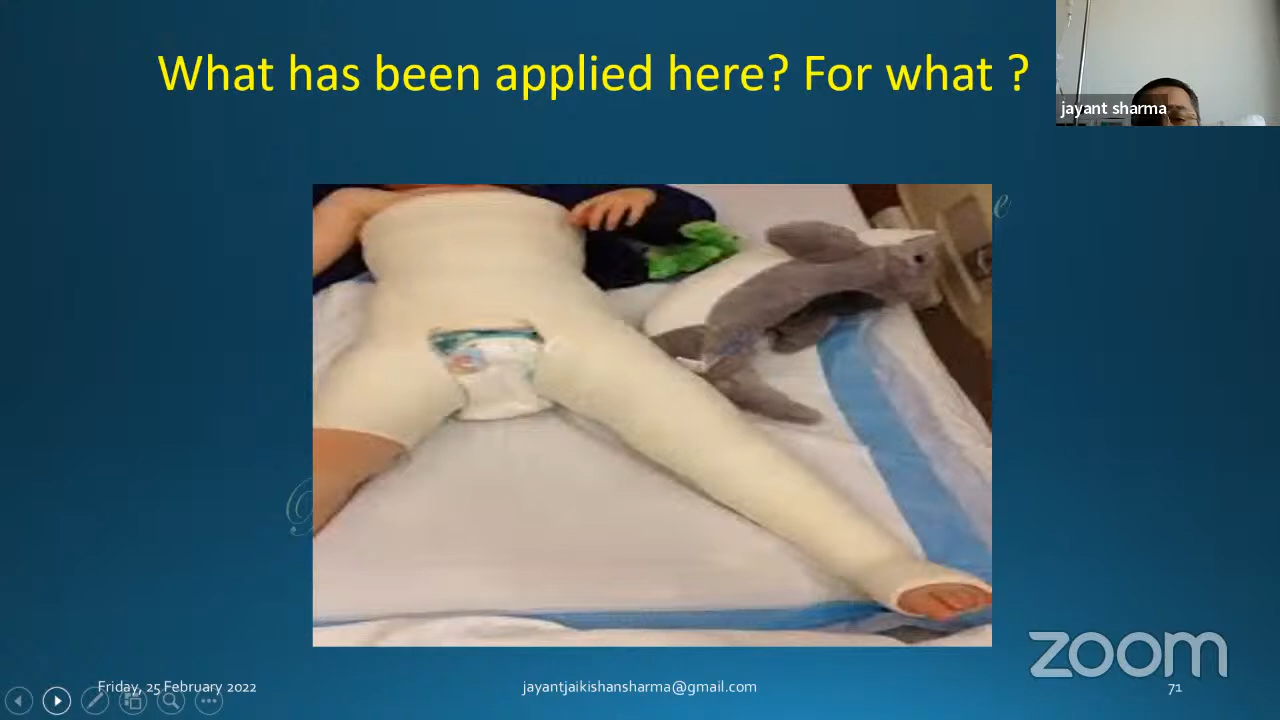 What has been applied here? For what ?
jayant sharma
e
zoom
Friday, 25 February 2022
jayantjaikishansharma@gmail.com
71